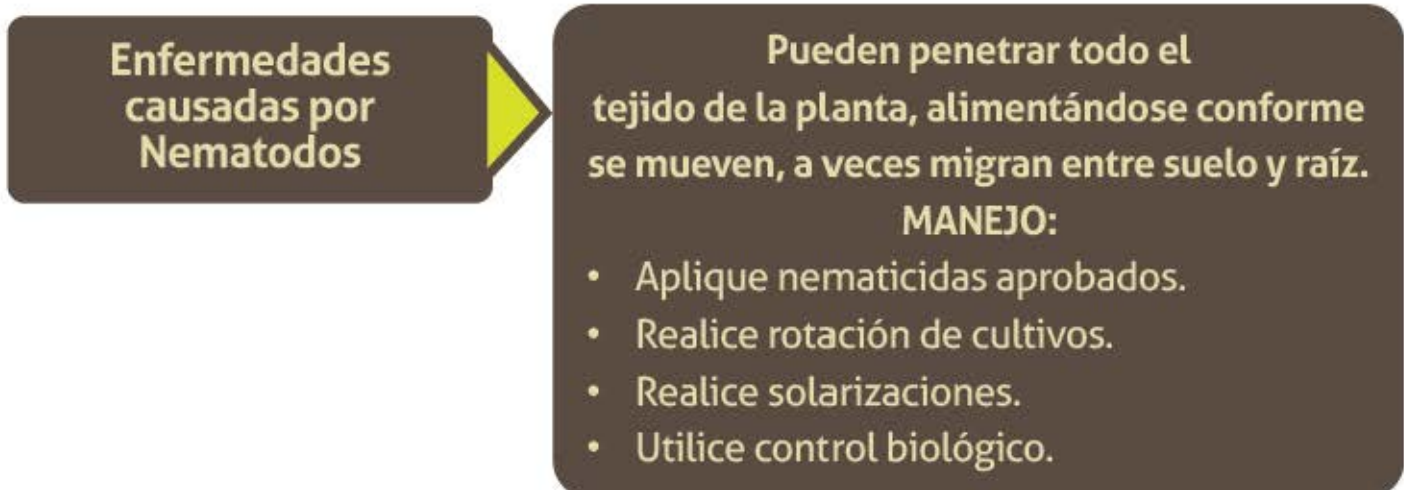 Enfermedades
causadas por
Nematodos
Pueden penetrar todo el
tejido de la planta, alimentándose conforme
se mueven, a veces migran entre suelo y raíz.
MANEJO:
• Aplique nematicidas aprobados.
• Realice rotación de cultivos.
• Realice solarizaciones.
• Utilice control biológico.